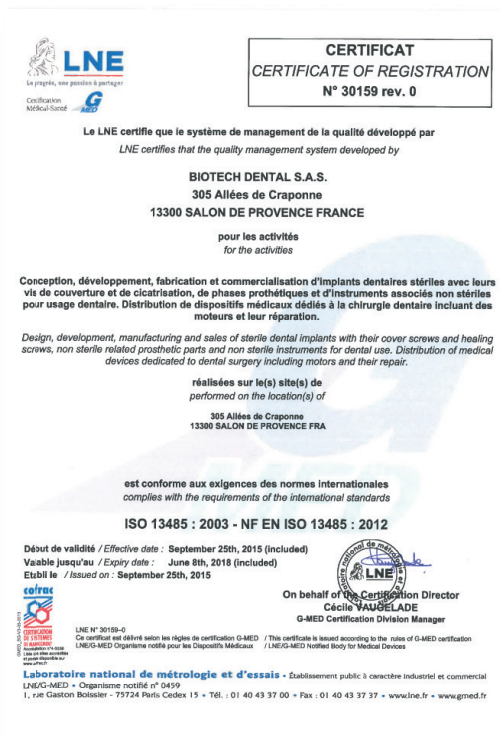 LNE
Le progrès, une passion à partager
Certification
Médical-Santé
G
MED
CERTIFICAT
CERTIFICATE OF REGISTRATION
N° 30159 rev. 0
Le LNE certifie que le système de management de la qualité développé par
LNE certifies that the quality management system developed by
BIOTECH DENTAL S.A.S.
305 Allées de Craponne
13300 SALON DE PROVENCE FRANCE
pour les activités
for the activities
Conception, développement, fabrication et commercialisation d'implants dentaires stériles avec leurs
vis de couverture et de cicatrisation, de phases prothétiques et d'instruments associés non stériles
pour usage dentaire. Distribution de dispositifs médicaux dédiés à la chirurgie dentaire incluant des
moteurs et leur réparation.
Design, development, manufacturing and sales of sterile dental implants with their cover screws and healing
screws, non sterile related prosthetic parts and non sterile instruments for dental use. Distribution of medical
devices dedicated to dental surgery including motors and their repair.
réalisées sur le(s) site(s) de
performed on the location(s) of
305 Allées de Craponne
13300 SALON DE PROVENCE FRA
est conforme aux exigences des normes internationales
complies with the requirements of the international standards
ISO 13485 : 2003 - NF EN ISO 13485 : 2012
Début de validité / Effective date : September 25th, 2015 (included)
Valable jusqu'au / Expiry date : June 8th, 2018 (included)
Etabli le / Issued on : September 25th, 2015
LNE
On behalf of the Certification Director
Cécile VAUGELADE
G-MED Certification Division Manager
cofrac
CERTIFICATION
DE SYSTEMES
DE MANAGEMENT
LNE N° 30159-0
Ce certificat est délivré selon les règles de certification G-MED / This certificate is issued according to the rules of G-MED certification
LNE/G-MED Organisme notifié pour les Dispositifs Médicaux / LNE/G-MED Notified Body for Medical Devices
Laboratoire national de métrologie et d'essais • Établissement public à caractère industriel et commercial
LNE/G-MED • Organisme notifié n° 0459
1, rue Gaston Boissier - 75724 Paris Cedex 15 • Tél. : 01 40 43 37 00 • Fax : 01 40 43 37 37 • www.lne.fr • www.gmed.fr